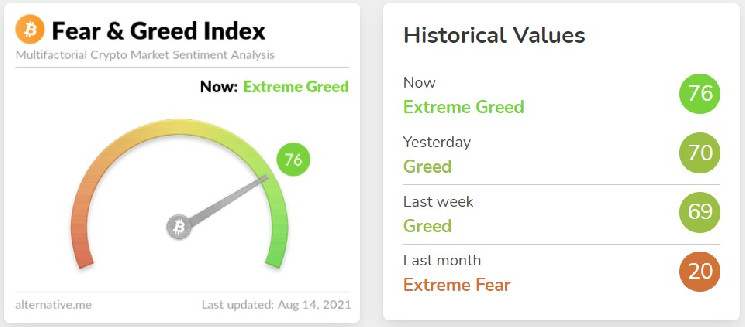 Fear & Greed Index
Multifactorial Crypto Market Sentiment Analysis
Now: Extreme Greed
76
alternative.me
Last updated: Aug 14, 2021
Historical Values
Now
Extreme Greed
76
Yesterday
Greed
70
Last week
Greed
69
Last month
Extreme Fear
20